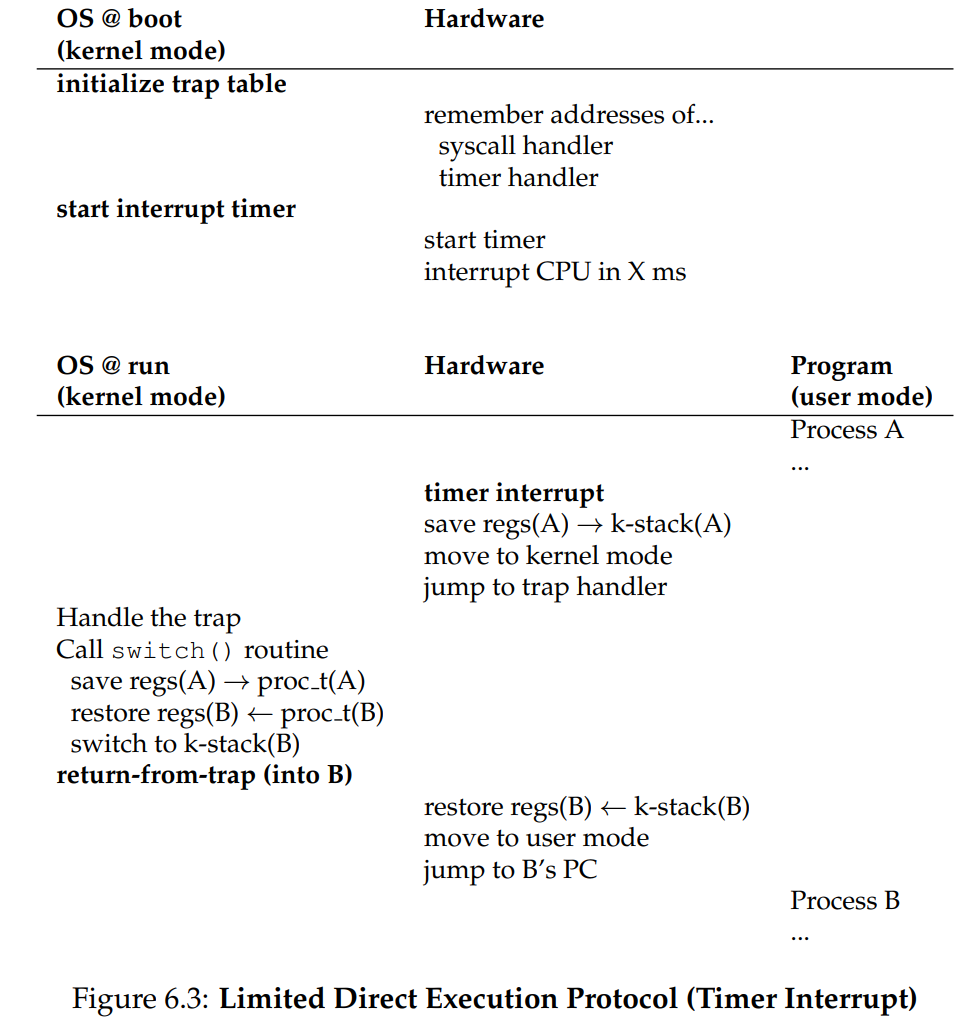 OS @ boot Hardware
(kernel mode)
initialize trap table
remember addresses of...
syscall handler
timer handler
start interrupt timer
start timer
interrupt CPU in X ms
OS @ run Hardware Program
(kernel mode) (user mode)
Process A
...
timer interrupt
save regs(A) → k-stack(A)
move to kernel mode
jump to trap handler
Handle the trap
Call switch() routine
save regs(A) → proc_t(A)
restore regs(B) ← proc_t(B)
switch to k-stack(B)
return-from-trap (into B)
restore regs(B) ← k-stack(B)
move to user mode
jump to B's PC
Process B
...
Figure 6.3: Limited Direct Execution Protocol (Timer Interrupt)